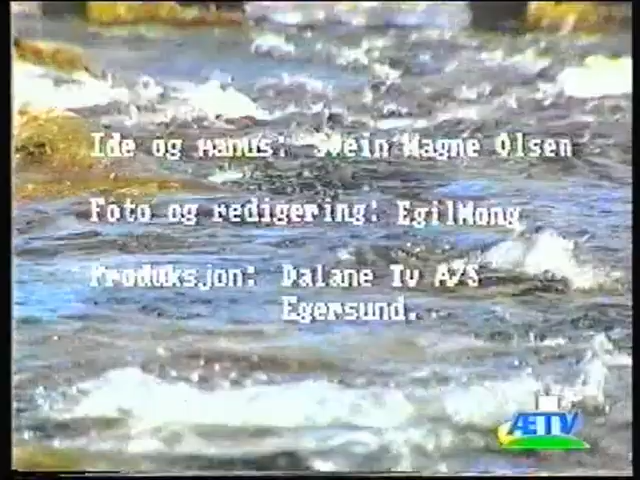 Ide og manus: Svein Magne Olsen
Foto og redigering: EgilMong
Produksjon: Dalane Tv A/S
Egersund.
ÆTV